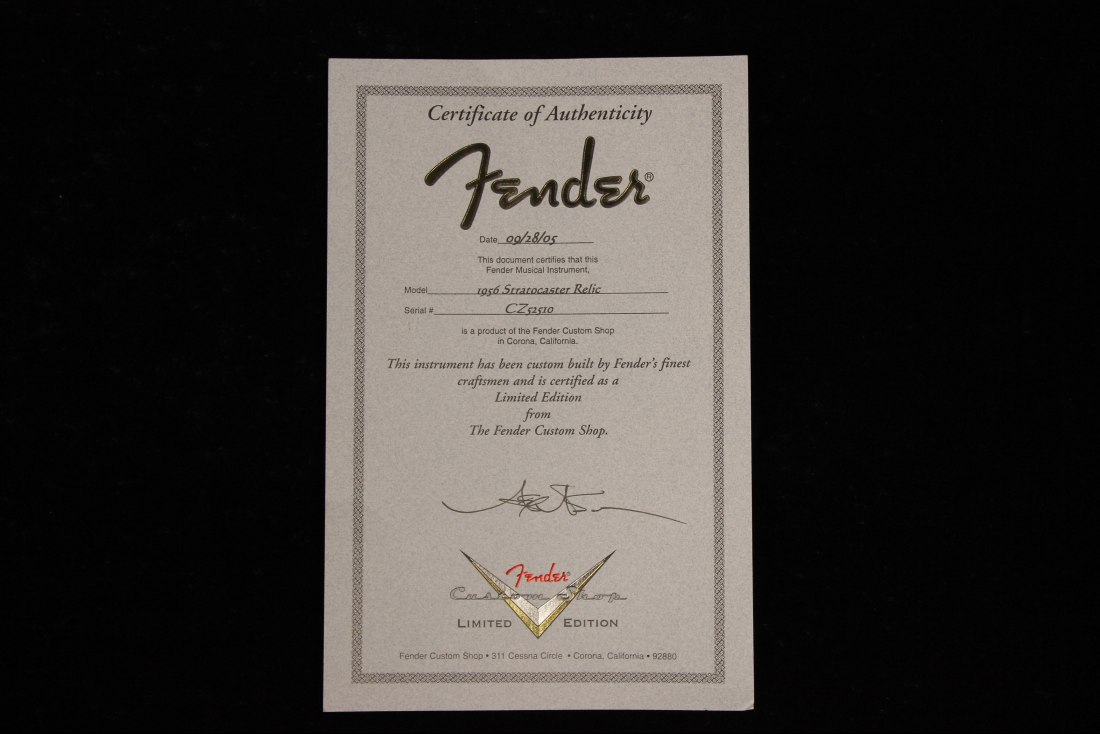 Certificate of Authenticity
Fender®
Date 09/28/05
This document certifies that this
Fender Musical Instrument,
Model 1956 Stratocaster Relic
Serial # CZ52510
is a product of the Fender Custom Shop
in Corona, California.
This instrument has been custom built by Fender's finest
craftsmen and is certified as a
Limited Edition
from
The Fender Custom Shop.
Fender®
Custom Shop
LIMITED EDITION
Fender Custom Shop • 311 Cessna Circle • Corona, California • 92880